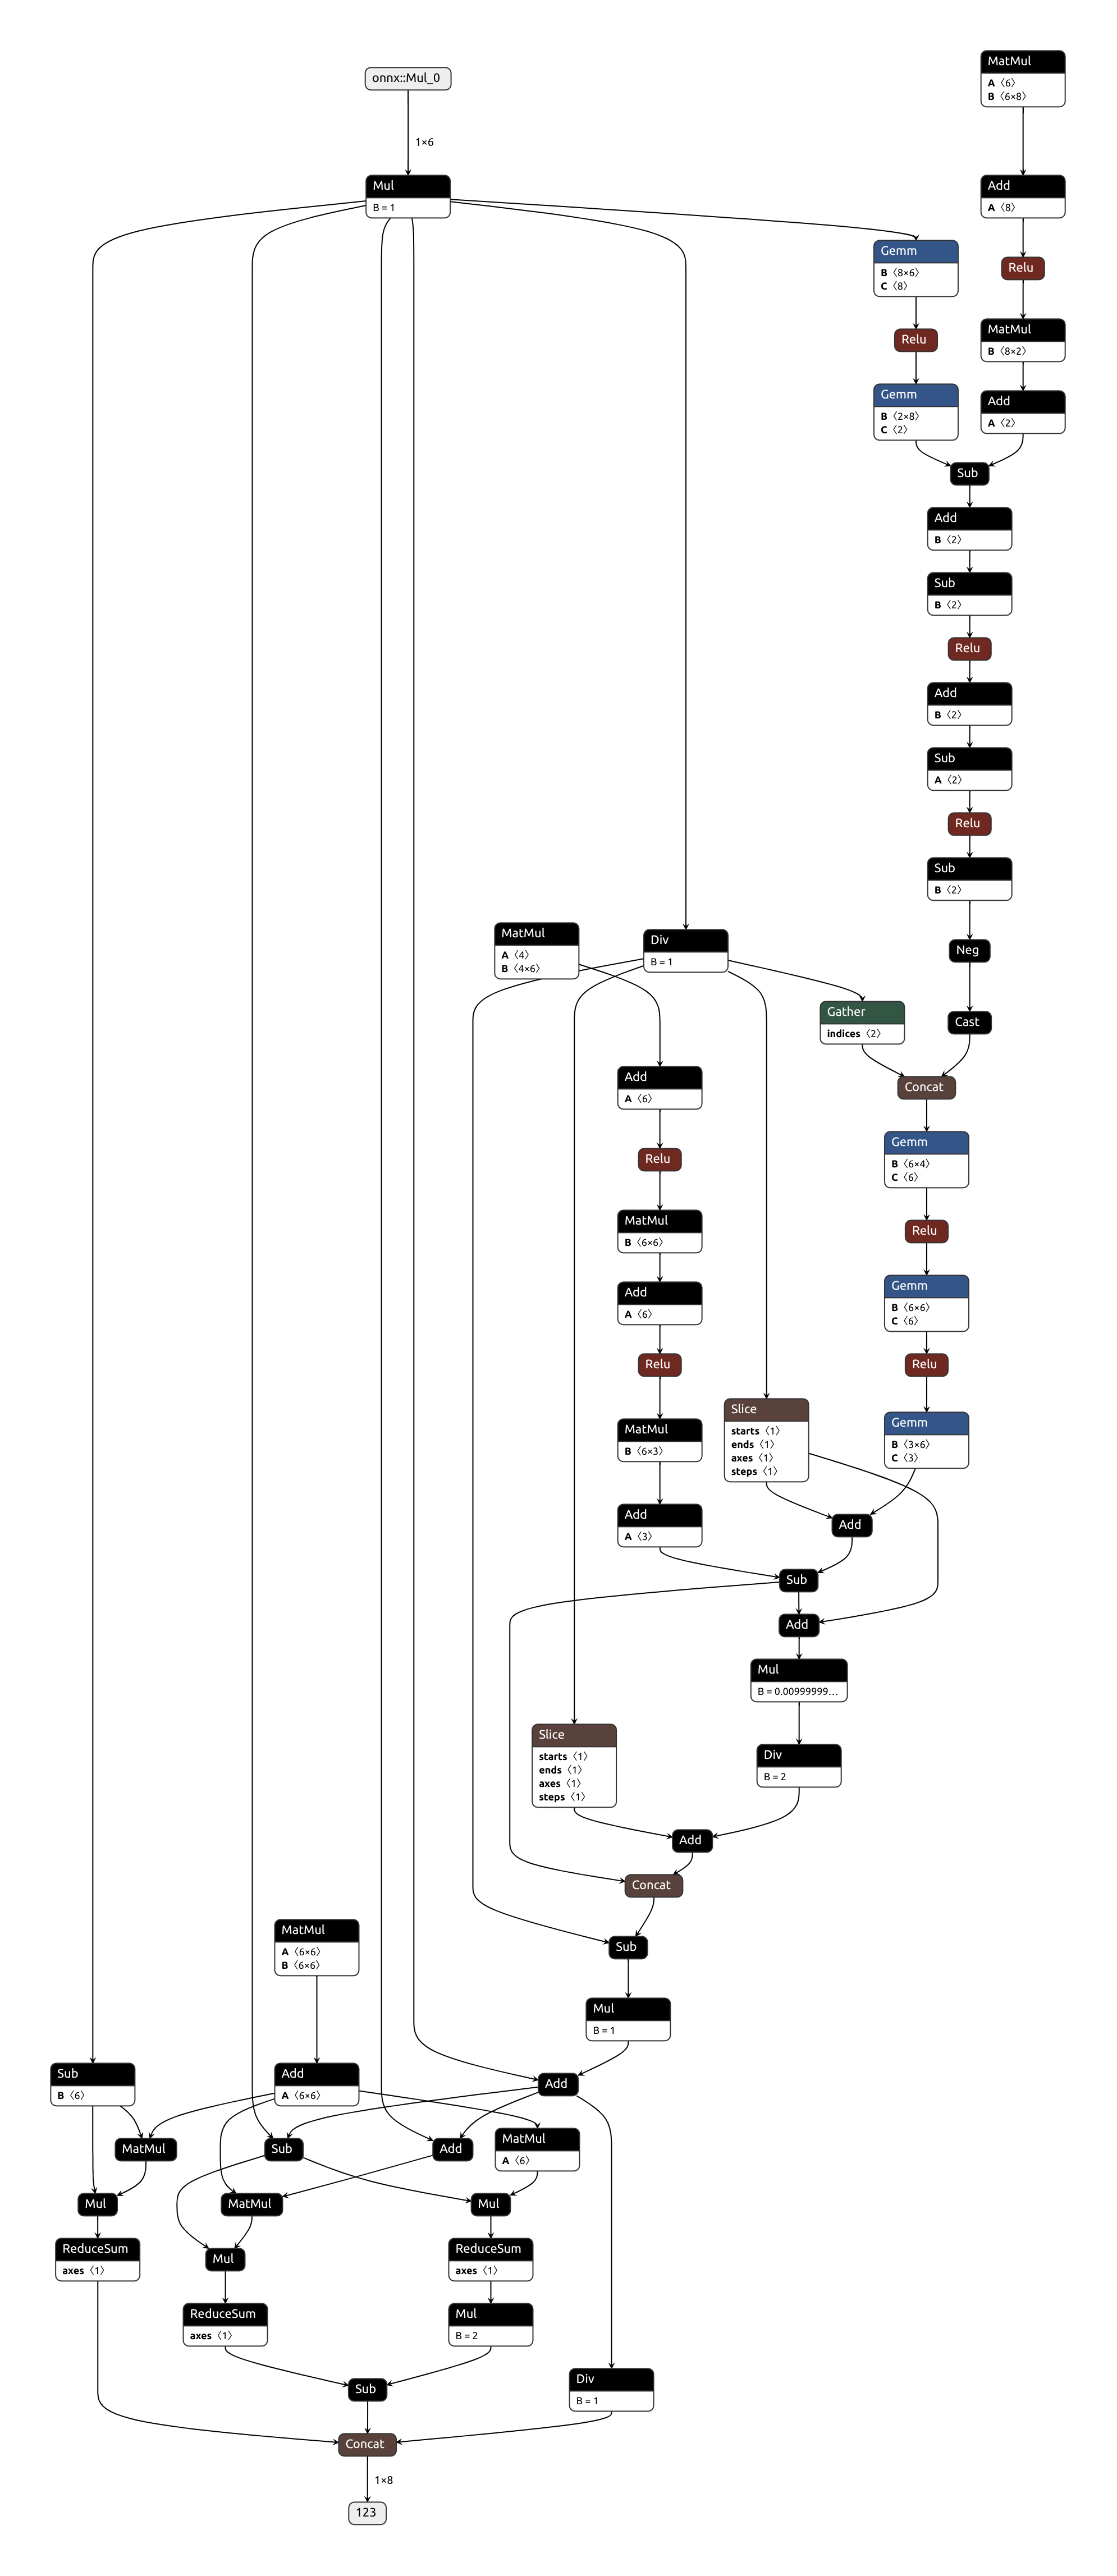 MatMul
A 〈6〉
B 〈6×8〉
onnx::Mul_0
1×6
Mul
B = 1
Add
A 〈8〉
Gemm
B 〈8×6〉
C 〈8〉
Relu
MatMul
B 〈8×2〉
Relu
Gemm
B 〈2×8〉
C 〈2〉
Add
A 〈2〉
Sub
Add
B 〈2〉
Sub
B 〈2〉
Relu
Add
B 〈2〉
Sub
A 〈2〉
Relu
Sub
B 〈2〉
MatMul
A 〈4〉
B 〈4×6〉
Div
B = 1
Neg
Gather
indices 〈2〉
Cast
Add
A 〈6〉
Concat
Gemm
B 〈6×4〉
C 〈6〉
Relu
MatMul
B 〈6×6〉
Relu
Add
A 〈6〉
Gemm
B 〈6×6〉
C 〈6〉
Relu
Relu
Slice
starts 〈1〉
ends 〈1〉
axes 〈1〉
steps 〈1〉
Gemm
B 〈3×6〉
C 〈3〉
MatMul
B 〈6×3〉
Add
A 〈3〉
Add
Sub
Add
Mul
B = 0.00999999…
Slice
starts 〈1〉
ends 〈1〉
axes 〈1〉
steps 〈1〉
Div
B = 2
Add
Concat
MatMul
A 〈6×6〉
B 〈6×6〉
Sub
Mul
B = 1
Sub
B 〈6〉
Add
A 〈6×6〉
Add
MatMul
Sub
Add
MatMul
A 〈6〉
Mul
MatMul
Mul
ReduceSum
axes 〈1〉
Mul
ReduceSum
axes 〈1〉
ReduceSum
axes 〈1〉
Mul
B = 2
Sub
Div
B = 1
Concat
1×8
123